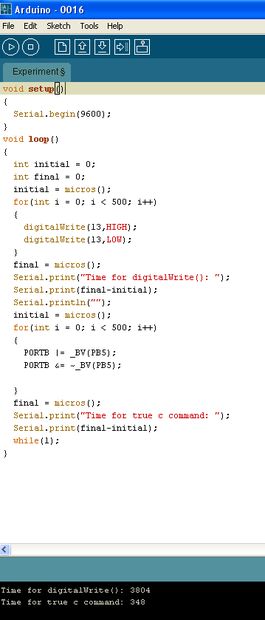 Arduino - 0016
File Edit Sketch Tools Help
Experiment §
void setup()
{
  Serial.begin(9600);
}
void loop()
{
  int initial = 0;
  int final = 0;
  initial = micros();
  for(int i = 0; i < 500; i++)
  {
    digitalWrite(13,HIGH);
    digitalWrite(13,LOW);
  }
  final = micros();
  Serial.print("Time for digitalWrite(): ");
  Serial.print(final-initial);
  Serial.println("");
  initial = micros();
  for(int i = 0; i < 500; i++)
  {
    PORTB |= _BV(PB5);
    PORTB &= ~_BV(PB5);
  }
  final = micros();
  Serial.print("Time for true c command: ");
  Serial.print(final-initial);
  while(1);
}
Time for digitalWrite(): 3804
Time for true c command: 348